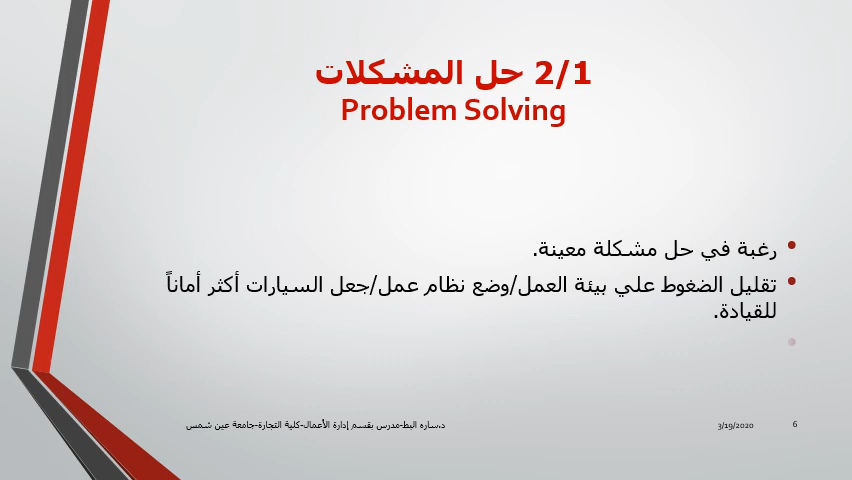 2/1 حل المشكلات
Problem Solving
رغبة في حل مشكلة معينة.
تقليل الضغوط علي بيئة العمل/وضع نظام عمل/جعل السيارات أكثر أماناً
للقيادة.
د.ساره البط-مدرس بقسم إدارة الأعمال-كلية التجارة-جامعة عين شمس
3/19/2020
6